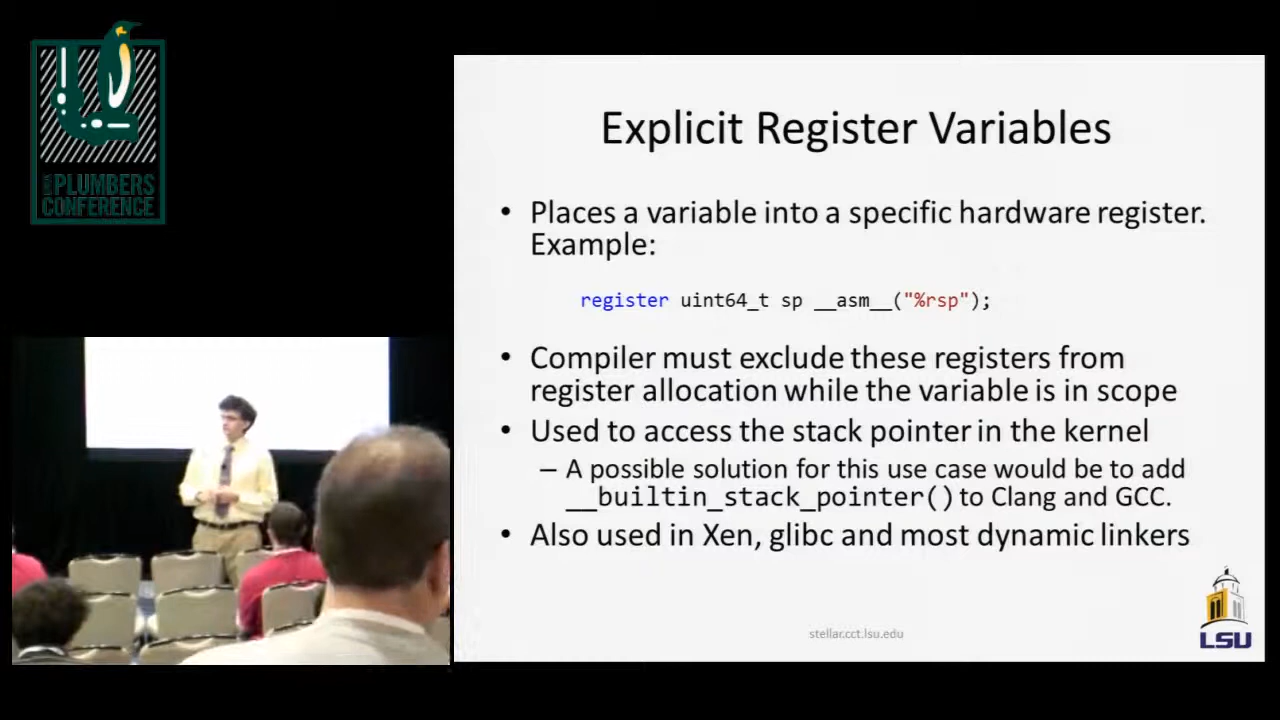 LINUX
PLUMBERS
CONFERENCE
Explicit Register Variables
• Places a variable into a specific hardware register.
Example:
register uint64_t sp __asm__("%rsp");
• Compiler must exclude these registers from
register allocation while the variable is in scope
• Used to access the stack pointer in the kernel
– A possible solution for this use case would be to add
__builtin_stack_pointer() to Clang and GCC.
• Also used in Xen, glibc and most dynamic linkers
stellar.cct.lsu.edu
LSU